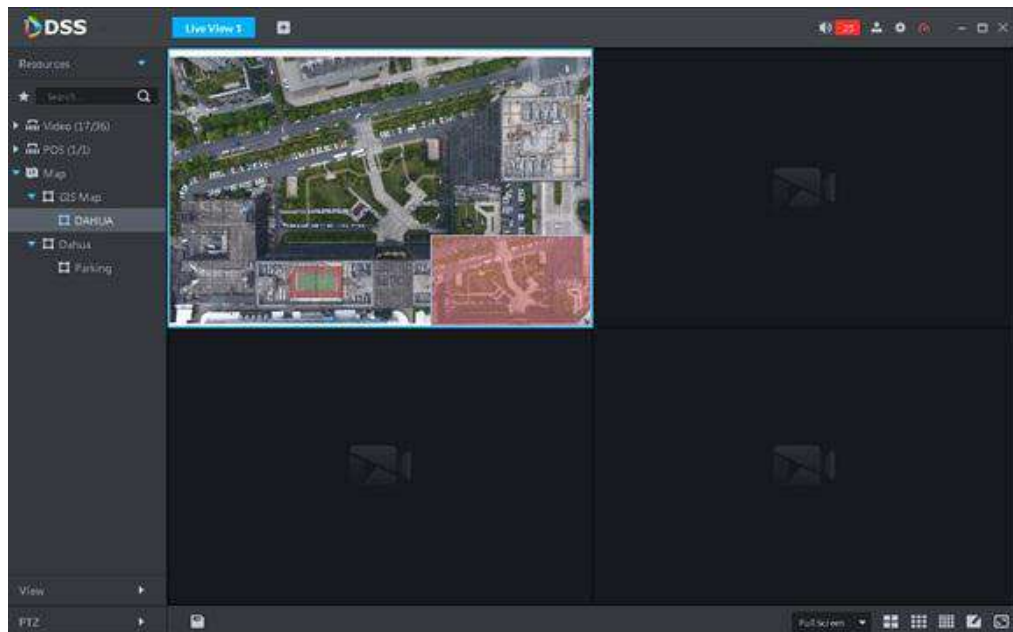 DSS
Live View 1
Resources
Search...
Video (17/36)
POS (1/1)
Map
GIS Map
DAHUA
Dahua
Parking
View
PTZ
Full Screen